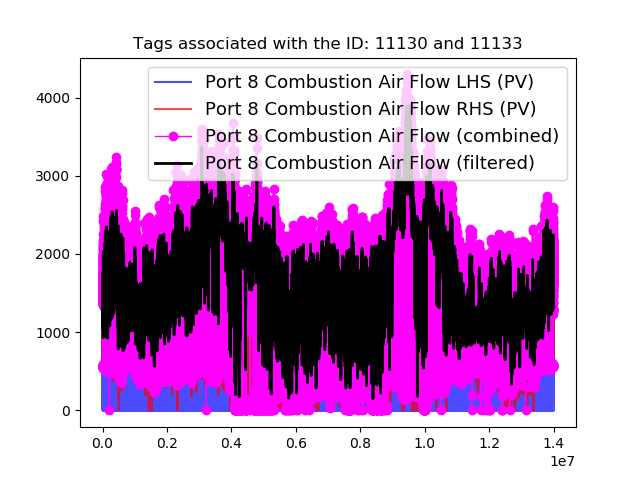 Tags associated with the ID: 11130 and 11133
Port 8 Combustion Air Flow LHS (PV)
Port 8 Combustion Air Flow RHS (PV)
Port 8 Combustion Air Flow (combined)
Port 8 Combustion Air Flow (filtered)
4000
3000
2000
1000
0
0.0 0.2 0.4 0.6 0.8 1.0 1.2 1.4
1e7